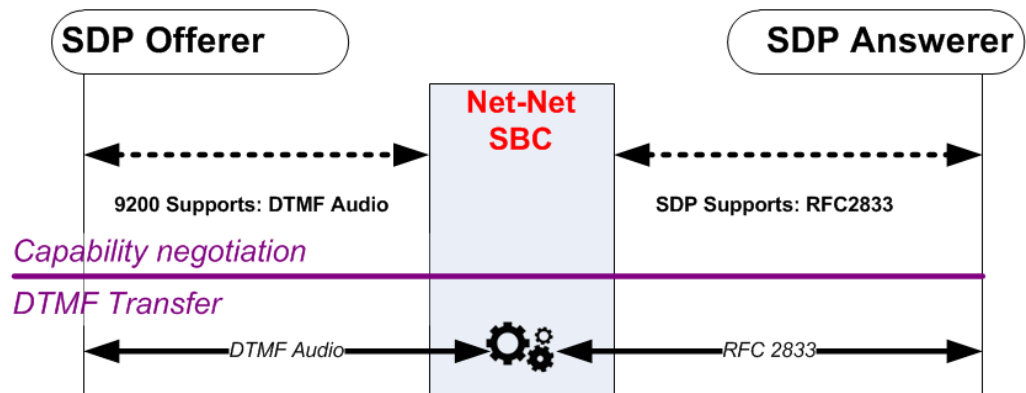 SDP Offerer
SDP Answerer
Net-Net
SBC
9200 Supports: DTMF Audio
SDP Supports: RFC2833
Capability negotiation
DTMF Transfer
DTMF Audio
RFC 2833